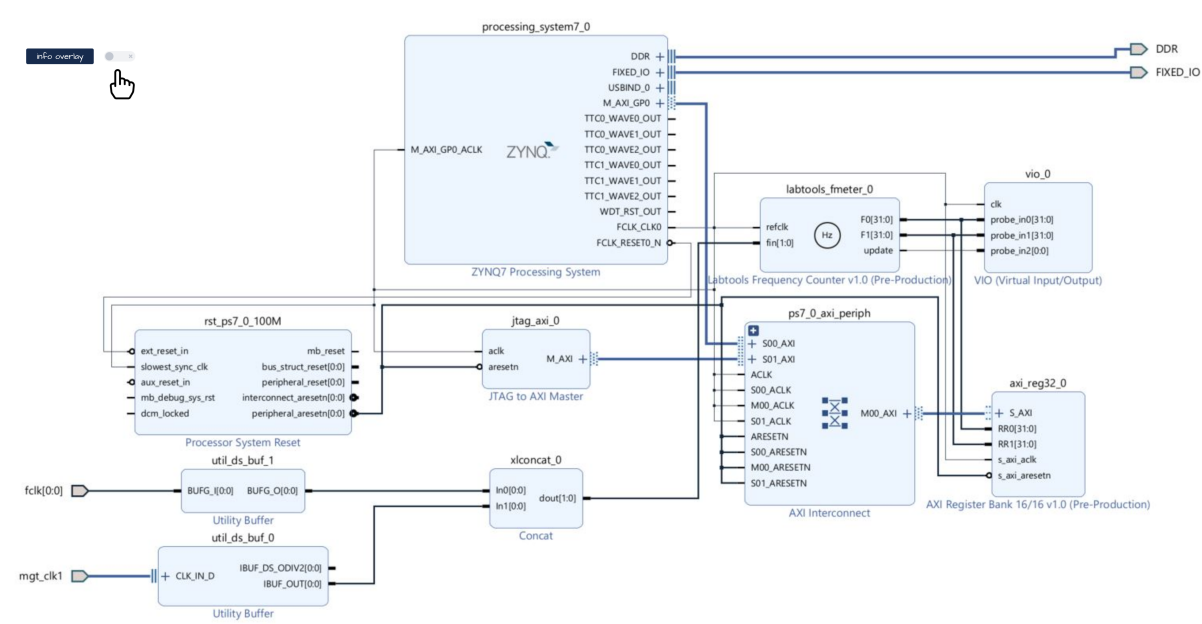 info overlay
processing_system7_0
DDR
FIXED_IO
USBIND_0
M_AXI_GP0
TTC0_WAVE0_OUT
TTC0_WAVE1_OUT
M_AXI_GP0_ACLK
ZYNQ
TTC0_WAVE2_OUT
TTC1_WAVE0_OUT
TTC1_WAVE1_OUT
TTC1_WAVE2_OUT
WDT_RST_OUT
FCLK_CLK0
FCLK_RESET0_N
ZYNQ7 Processing System
DDR
FIXED_IO
labtools_fmeter_0
refclk
fin[1:0]
Hz
F0[31:0]
F1[31:0]
update
Labtools Frequency Counter v1.0 (Pre-Production)
vio_0
clk
probe_in0[31:0]
probe_in1[31:0]
probe_in2[0:0]
VIO (Virtual Input/Output)
rst_ps7_0_100M
ext_reset_in
slowest_sync_clk
aux_reset_in
mb_debug_sys_rst
dcm_locked
mb_reset
bus_struct_reset[0:0]
peripheral_reset[0:0]
interconnect_aresetn[0:0]
peripheral_aresetn[0:0]
Processor System Reset
jtag_axi_0
aclk
aresetn
M_AXI
JTAG to AXI Master
ps7_0_axi_periph
S00_AXI
S01_AXI
ACLK
S00_ACLK
M00_ACLK
S01_ACLK
ARESETN
S00_ARESETN
M00_ARESETN
S01_ARESETN
M00_AXI
AXI Interconnect
axi_reg32_0
S_AXI
RR0[31:0]
RR1[31:0]
s_axi_aclk
s_axi_aresetn
AXI Register Bank 16/16 v1.0 (Pre-Production)
util_ds_buf_1
fclk[0:0]
BUFG_I[0:0]
BUFG_O[0:0]
Utility Buffer
xlconcat_0
In0[0:0]
In1[0:0]
dout[1:0]
Concat
util_ds_buf_0
mgt_clk1
CLK_IN_D
IBUF_DS_ODIV2[0:0]
IBUF_OUT[0:0]
Utility Buffer